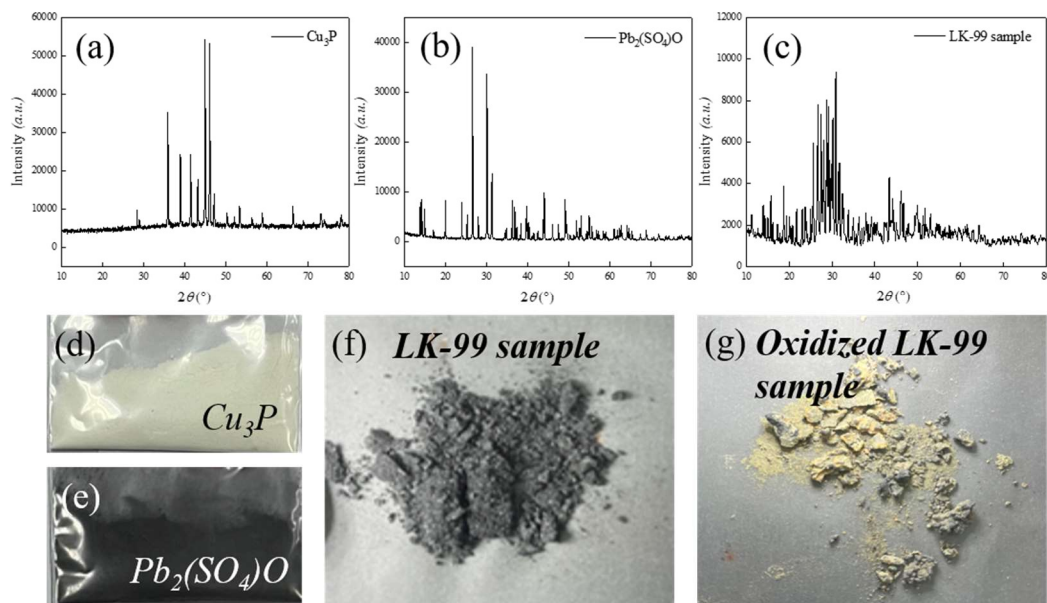 (a)
Cu₃P
60000
50000
40000
30000
20000
10000
0
Intensity (a.u.)
10 20 30 40 50 60 70 80
2θ(°)
(b)
Pb₂(SO₄)O
40000
30000
20000
10000
0
Intensity (a.u.)
10 20 30 40 50 60 70 80
2θ(°)
(c)
LK-99 sample
12000
10000
8000
6000
4000
2000
0
Intensity (a.u.)
10 20 30 40 50 60 70 80
2θ(°)
(d)
Cu₃P
(e)
Pb₂(SO₄)O
(f) LK-99 sample
(g) Oxidized LK-99
sample